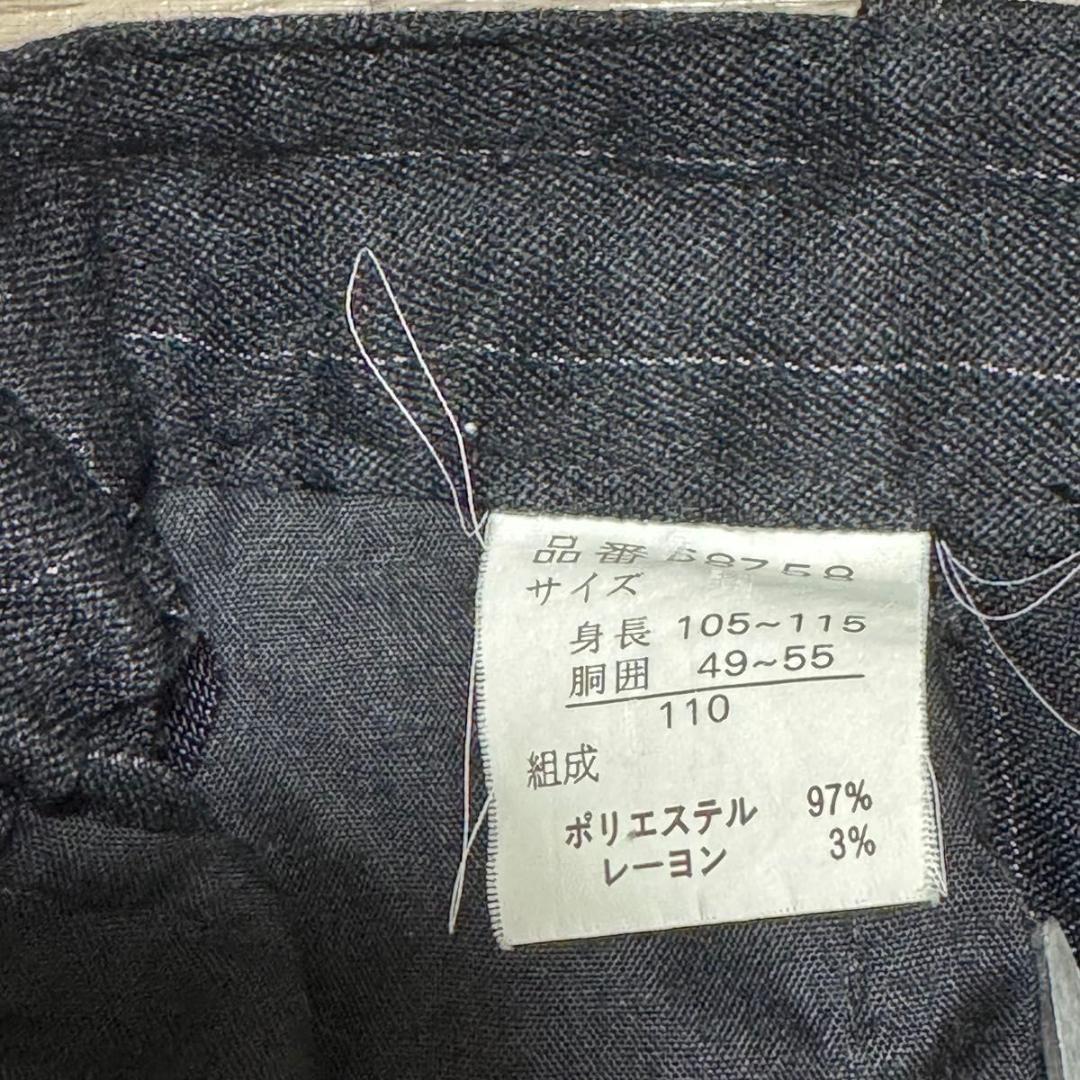 品番 68758
サイズ
身長 105~115
胴囲 49~55
110
組成
ポリエステル 97%
レーヨン 3%